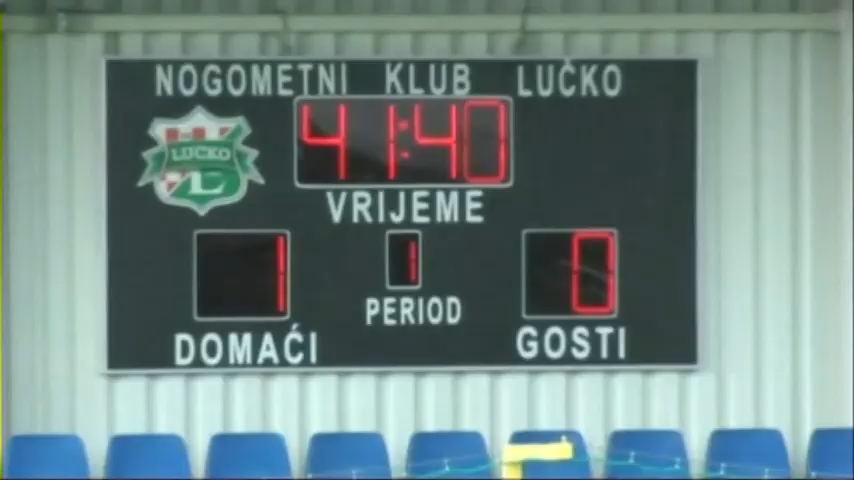 NOGOMETNI KLUB LUČKO
41:40
LUČKO
L
VRIJEME
1 1 0
PERIOD
DOMAĆI GOSTI